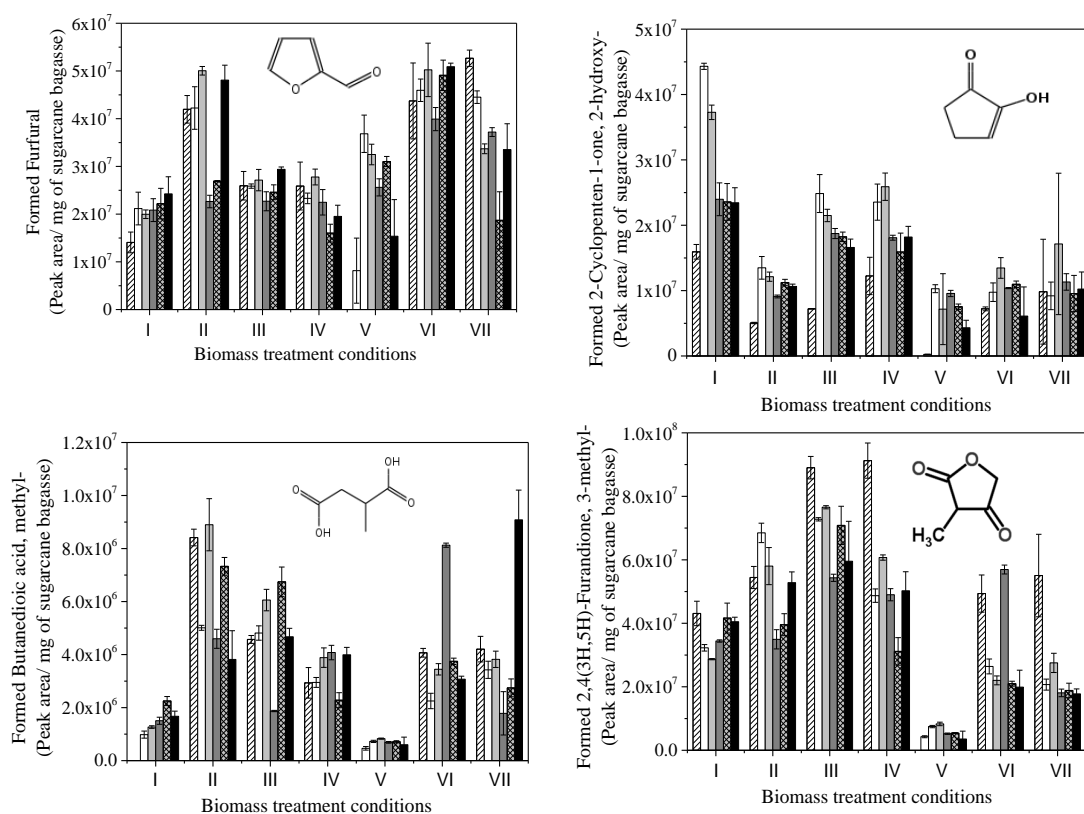 Formed Furfural
(Peak area/ mg of sugarcane bagasse)
6x10⁷
5x10⁷
4x10⁷
3x10⁷
2x10⁷
1x10⁷
0
O
O
I II III IV V VI VII
Biomass treatment conditions
Formed 2-Cyclopenten-1-one, 2-hydroxy-
(Peak area/ mg of sugarcane bagasse)
5x10⁷
4x10⁷
3x10⁷
2x10⁷
1x10⁷
0
O
OH
I II III IV V VI VII
Biomass treatment conditions
Formed Butanedioic acid, methyl-
(Peak area/ mg of sugarcane bagasse)
1.2x10⁷
1.0x10⁷
8.0x10⁶
6.0x10⁶
4.0x10⁶
2.0x10⁶
0.0
OH
O
O
OH
I II III IV V VI VII
Biomass treatment conditions
Formed 2,4(3H,5H)-Furandione, 3-methyl-
(Peak area/ mg of sugarcane bagasse)
1.0x10⁸
8.0x10⁷
6.0x10⁷
4.0x10⁷
2.0x10⁷
0.0
O
O
O
H₃C
I II III IV V VI VII
Biomass treatment conditions